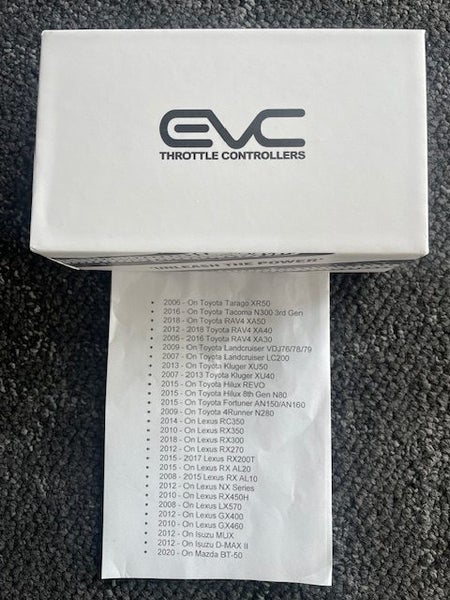 EVC
THROTTLE CONTROLLERS
"UNLEASH THE POWER"
• 2006 - On Toyota Tarago XR50
• 2016 - On Toyota Tacoma N300 3rd Gen
• 2018 - On Toyota RAV4 XA50
• 2012 - 2018 Toyota RAV4 XA40
• 2005 - 2016 Toyota RAV4 XA30
• 2009 - On Toyota Landcruiser VDJ76/78/79
• 2007 - On Toyota Landcruiser LC200
• 2013 - On Toyota Kluger XU50
• 2007 - 2013 Toyota Kluger XU40
• 2015 - On Toyota Hilux REVO
• 2015 - On Toyota Hilux 8th Gen N80
• 2015 - On Toyota Fortuner AN150/AN160
• 2009 - On Toyota 4Runner N280
• 2014 - On Lexus RC350
• 2010 - On Lexus RX350
• 2018 - On Lexus RX300
• 2012 - On Lexus RX270
• 2015 - 2017 Lexus RX200T
• 2015 - On Lexus RX AL20
• 2008 - 2015 Lexus RX AL10
• 2012 - On Lexus NX Series
• 2010 - On Lexus RX450H
• 2008 - On Lexus LX570
• 2012 - On Lexus GX400
• 2010 - On Lexus GX460
• 2012 - On Isuzu MUX
• 2012 - On Isuzu D-MAX II
• 2020 - On Mazda BT-50